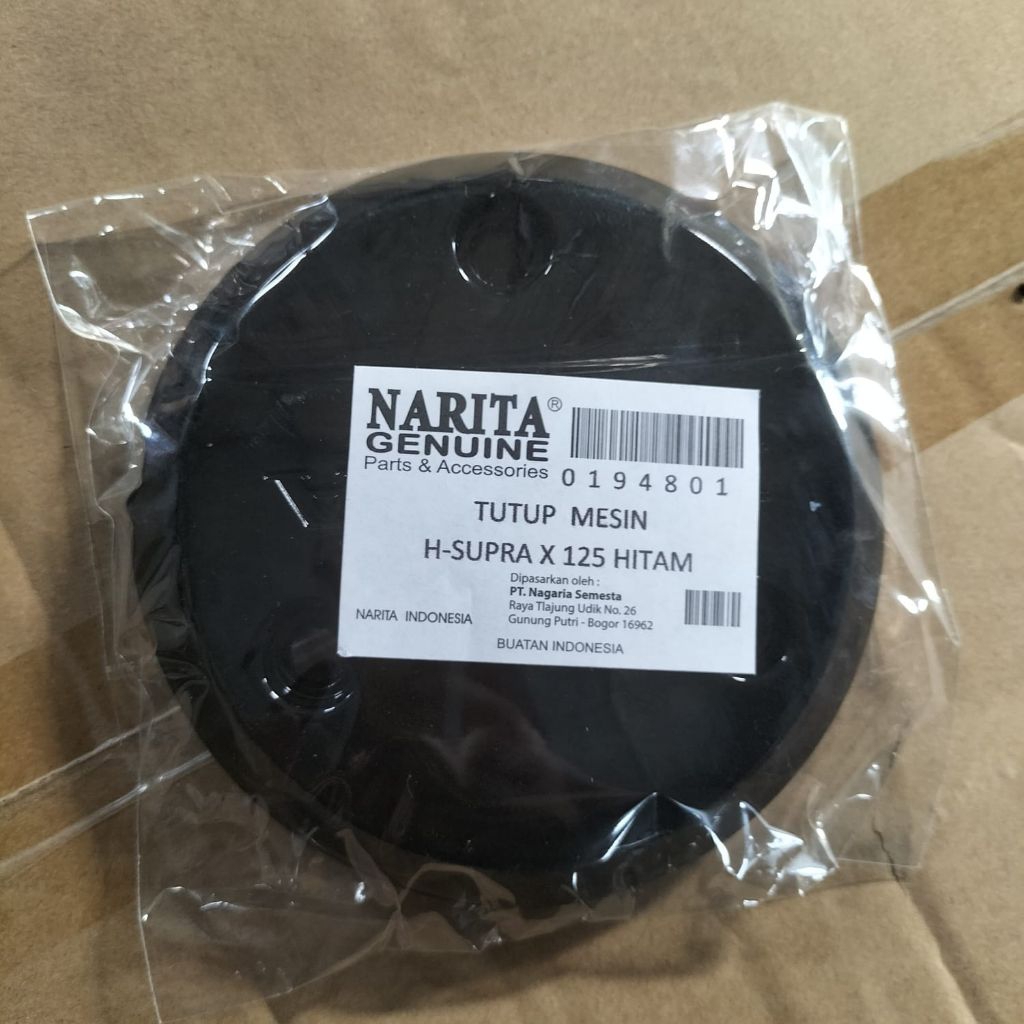 NARITA®
GENUINE
Parts & Accessories
0194801
TUTUP MESIN
H-SUPRA X 125 HITAM
Dipasarkan oleh :
PT. Nagaria Semesta
Raya Tlajung Udik No. 26
Gunung Putri - Bogor 16962
NARITA INDONESIA
BUATAN INDONESIA